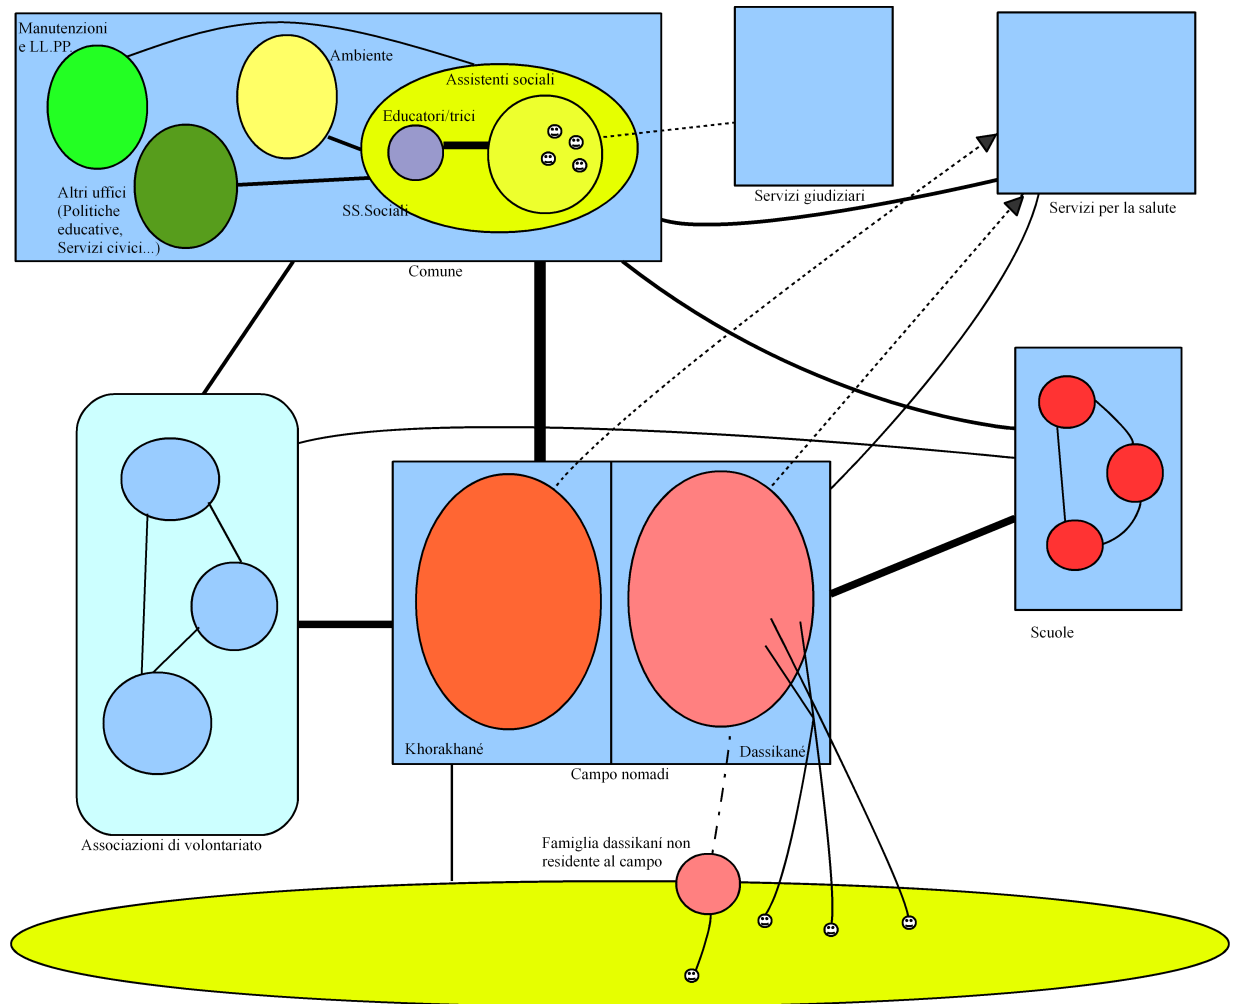 Manutenzioni
e LL.PP.
Ambiente
Assistenti sociali
Educatori/trici
Altri uffici
(Politiche
educative,
Servizi civici...)
SS.Sociali
Comune
Servizi giudiziari
Servizi per la salute
Scuole
Khorakhané
Dassikané
Campo nomadi
Associazioni di volontariato
Famiglia dassikaní non
residente al campo